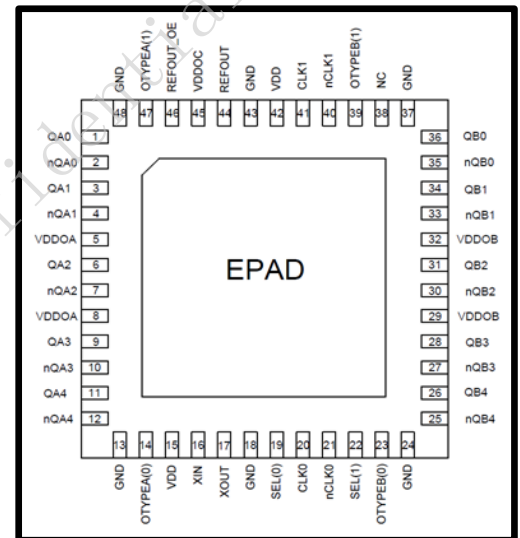 GND OTYPEA(1) REFOUT_OE VDDOC REFOUT GND VDD CLK1 nCLK1 OTYPEB(1) NC GND
48 47 46 45 44 43 42 41 40 39 38 37
QA0 1 36 QB0
nQA0 2 35 nQB0
QA1 3 34 QB1
nQA1 4 33 nQB1
VDDOA 5 32 VDDOB
QA2 6 31 QB2
EPAD
nQA2 7 30 nQB2
VDDOA 8 29 VDDOB
QA3 9 28 QB3
nQA3 10 27 nQB3
QA4 11 26 QB4
nQA4 12 25 nQB4
13 14 15 16 17 18 19 20 21 22 23 24
GND OTYPEA(0) VDD XIN XOUT GND SEL(0) CLK0 nCLK0 SEL(1) OTYPEB(0) GND